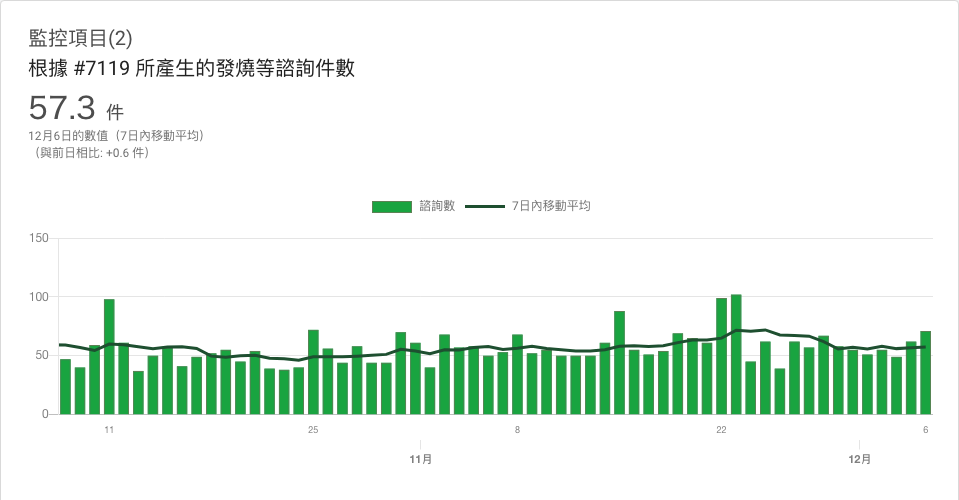 監控項目(2)
根據 #7119 所產生的發燒等諮詢件數
57.3 件
12月6日的數值（7日內移動平均）
（與前日相比: +0.6 件）
諮詢數 7日內移動平均
150
100
50
0
11 25 8 22 6
11月 12月